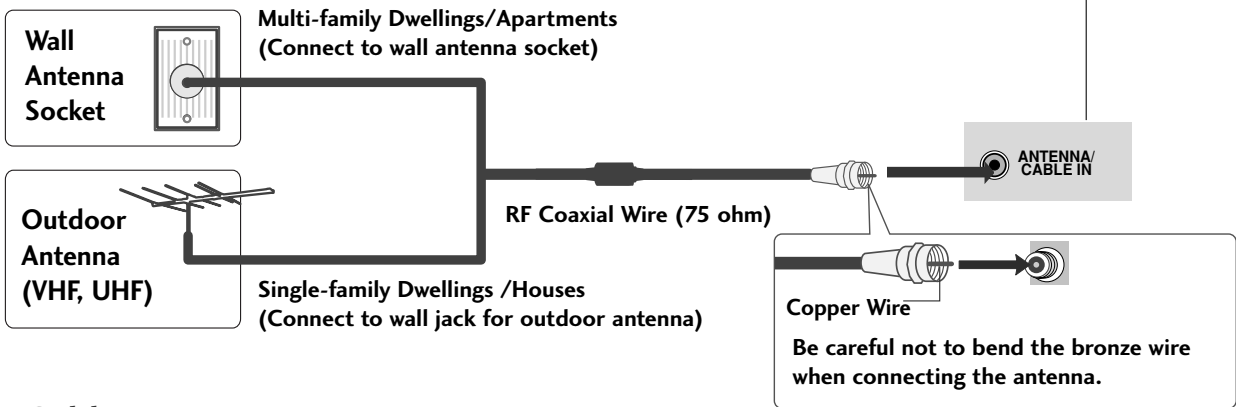 Multi-family Dwellings/Apartments
(Connect to wall antenna socket)
Wall
Antenna
Socket
ANTENNA/
CABLE IN
RF Coaxial Wire (75 ohm)
Outdoor
Antenna
(VHF, UHF)
Single-family Dwellings /Houses
(Connect to wall jack for outdoor antenna)
Copper Wire
Be careful not to bend the bronze wire
when connecting the antenna.